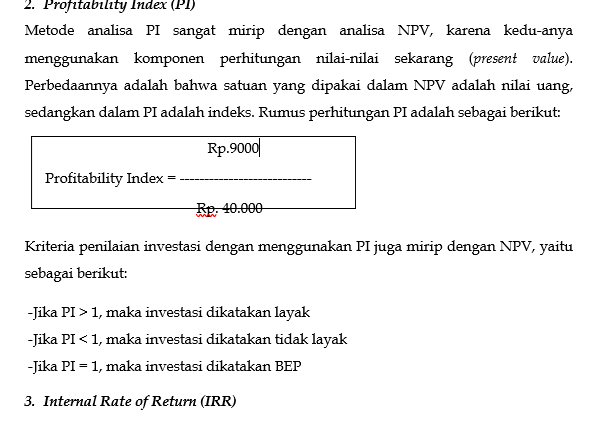 2. Profitability Index (PI)
Metode analisa PI sangat mirip dengan analisa NPV, karena kedu-anya
menggunakan komponen perhitungan nilai-nilai sekarang (present value).
Perbedaannya adalah bahwa satuan yang dipakai dalam NPV adalah nilai uang,
sedangkan dalam PI adalah indeks. Rumus perhitungan PI adalah sebagai berikut:
Rp.9000
Profitability Index = ---------------------------
Rp. 40.000
Kriteria penilaian investasi dengan menggunakan PI juga mirip dengan NPV, yaitu
sebagai berikut:
-Jika PI > 1, maka investasi dikatakan layak
-Jika PI < 1, maka investasi dikatakan tidak layak
-Jika PI = 1, maka investasi dikatakan BEP
3. Internal Rate of Return (IRR)